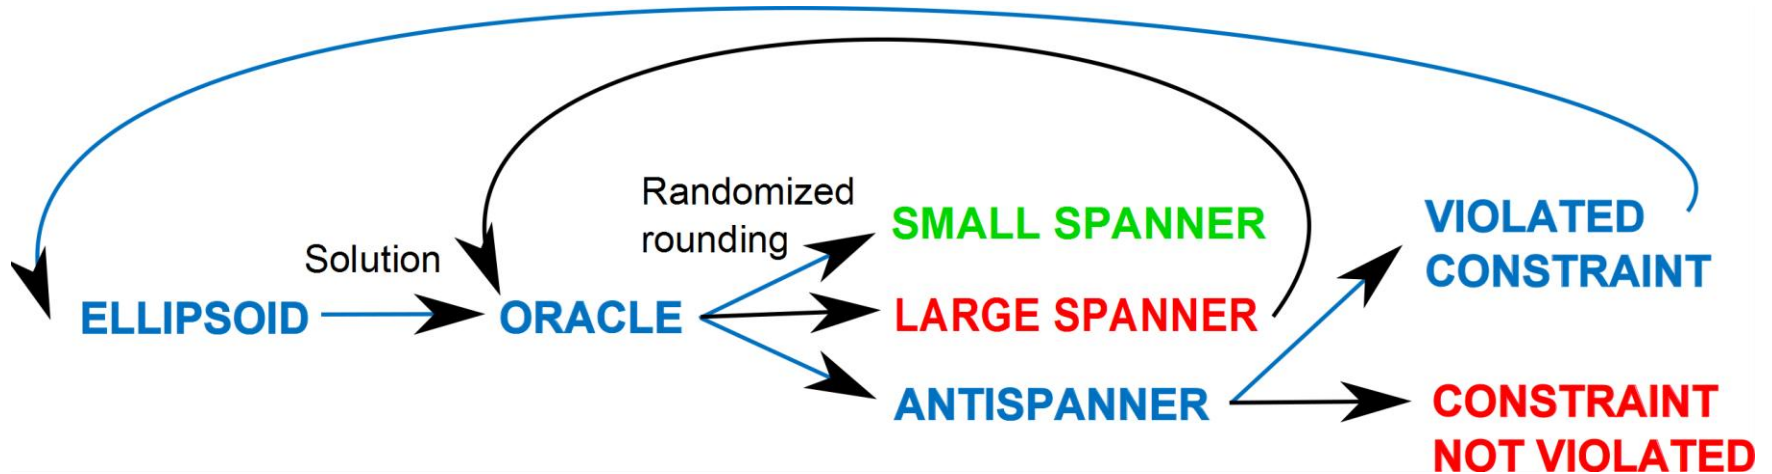 ELLIPSOID
Solution
ORACLE
Randomized
rounding
SMALL SPANNER
LARGE SPANNER
ANTISPANNER
VIOLATED
CONSTRAINT
CONSTRAINT
NOT VIOLATED